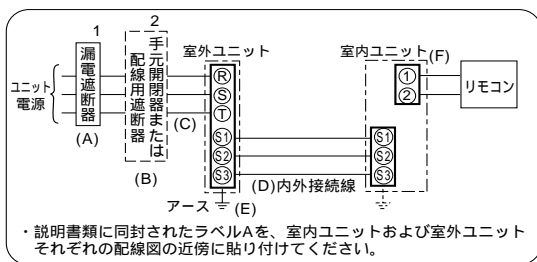 1
2
漏電遮断器
手元開閉器または
配線用遮断器
室外ユニット
室内ユニット
(F)
ユニット
電源
(A)
(B)
(C)
R
S
T
S1
S2
S3
1
2
リモコン
S1
S2
S3
(D)内外接続線
アース
(E)
・説明書類に同封されたラベルAを、室内ユニットおよび室外ユニット
それぞれの配線図の近傍に貼り付けてください。